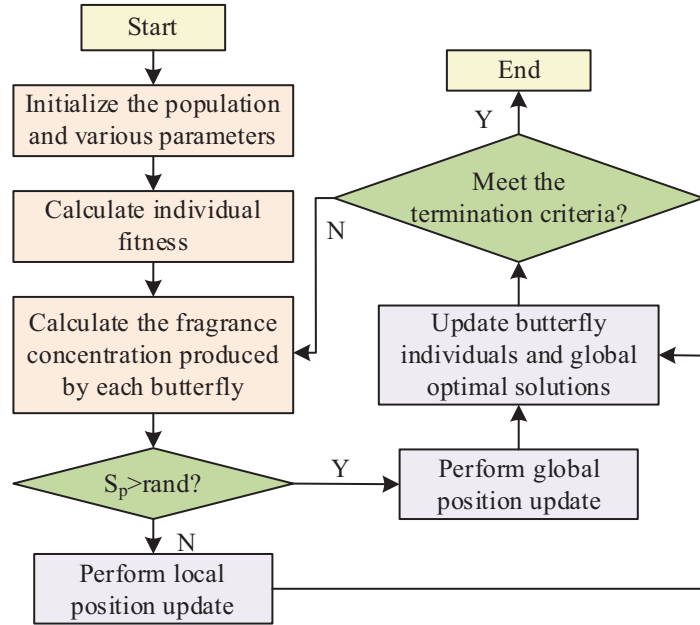 Start
Initialize the population
and various parameters
Calculate individual
fitness
Calculate the fragrance
concentration produced
by each butterfly
Sₚ>rand?
Y
N
Perform local
position update
Perform global
position update
Update butterfly
individuals and global
optimal solutions
Meet the
termination criteria?
N
Y
End